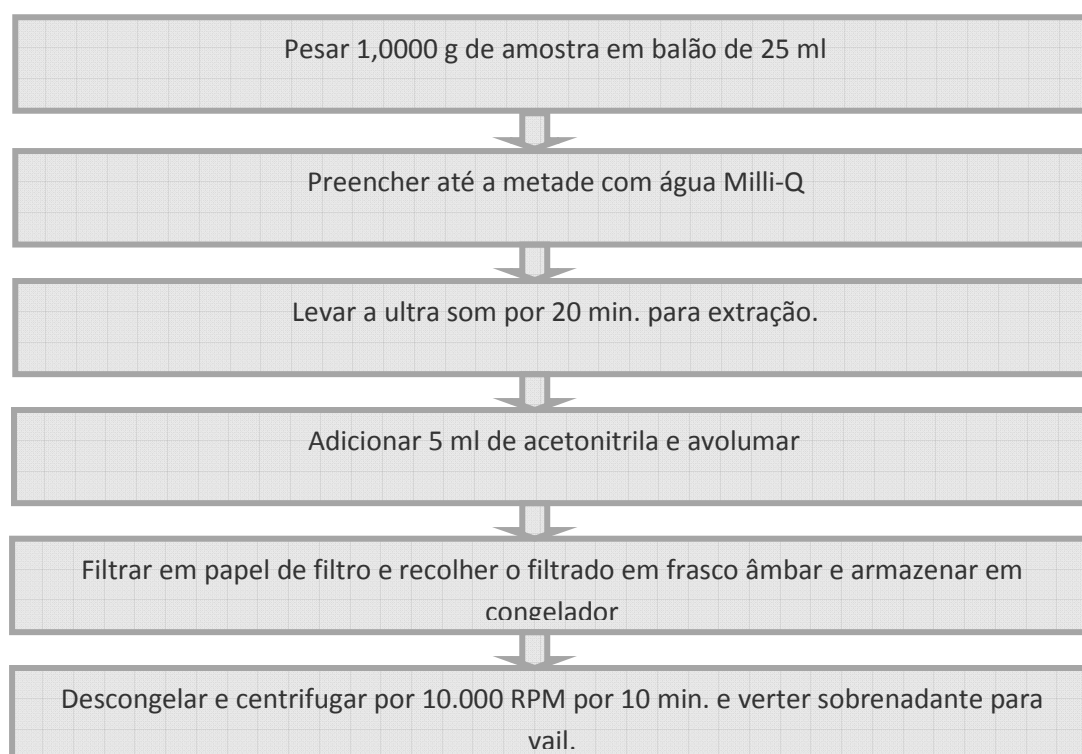 Pesar 1,0000 g de amostra em balão de 25 ml
Preencher até a metade com água Milli-Q
Levar a ultra som por 20 min. para extração.
Adicionar 5 ml de acetonitrila e avolumar
Filtrar em papel de filtro e recolher o filtrado em frasco âmbar e armazenar em
congelador
Descongelar e centrifugar por 10.000 RPM por 10 min. e verter sobrenadante para
vail.